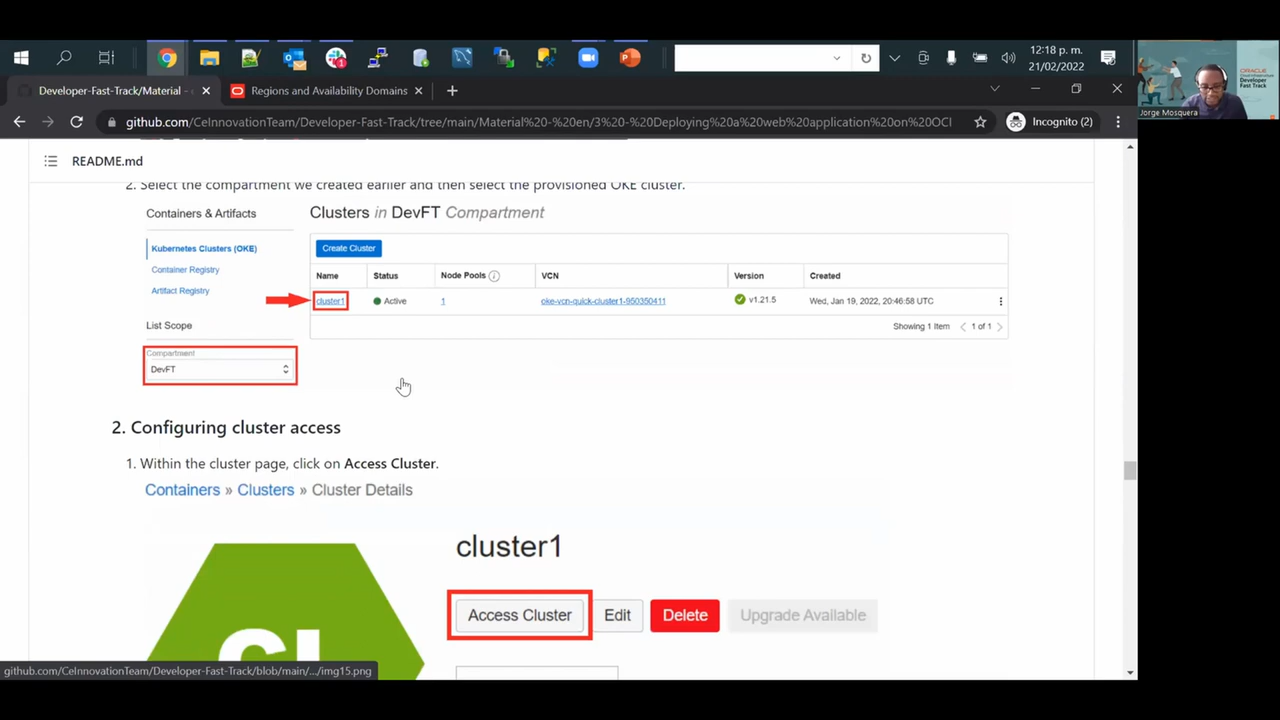 12:18 p.m.
21/02/2022
Developer-Fast-Track/Material -
Regions and Availability Domains
github.com/CeInnovationTeam/Developer-Fast-Track/tree/main/Material%20-%20en/3%20-%20Deploying%20a%20web%20application%20on%20OCI
Incognito (2)
ORACLE
Cloud Infrastructure
Developer
Fast Track
Jorge Mosquera
README.md
2. Select the compartment we created earlier and then select the provisioned OKE cluster.
Containers & Artifacts
Clusters in DevFT Compartment
Kubernetes Clusters (OKE)
Container Registry
Artifact Registry
Create Cluster
Name Status Node Pools i VCN Version Created
cluster1 Active 1 oke-vcn-quick-cluster1-950350411 v1.21.5 Wed, Jan 19, 2022, 20:46:58 UTC
Showing 1 Item < 1 of 1 >
List Scope
Compartment
DevFT
2. Configuring cluster access
1. Within the cluster page, click on Access Cluster.
Containers » Clusters » Cluster Details
cluster1
Access Cluster Edit Delete Upgrade Available
CL
github.com/CeInnovationTeam/Developer-Fast-Track/blob/main/.../img15.png